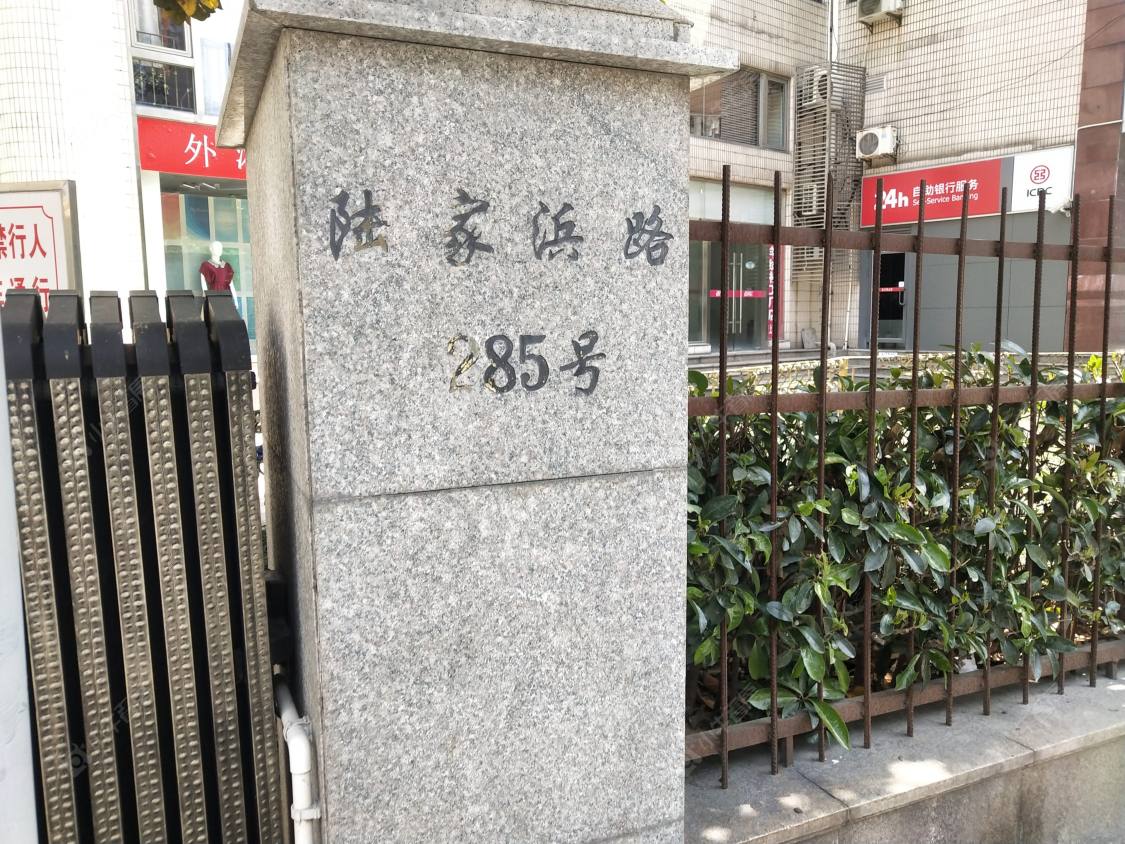 陆家浜路
285号
外
禁行人
24h 自助银行服务
Self-Service Banking
ICBC